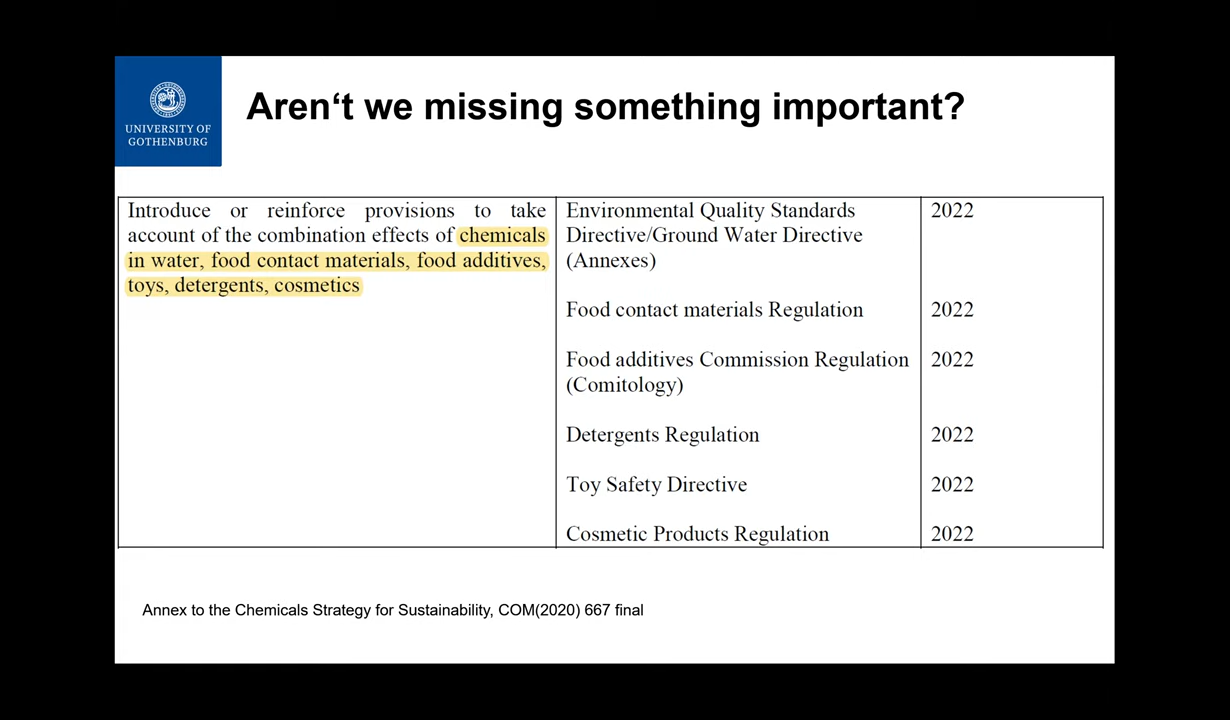 UNIVERSITY OF
GOTHENBURG
Aren‘t we missing something important?
Introduce or reinforce provisions to take
account of the combination effects of chemicals
in water, food contact materials, food additives,
toys, detergents, cosmetics
Environmental Quality Standards
Directive/Ground Water Directive
(Annexes)
2022
Food contact materials Regulation
2022
Food additives Commission Regulation
(Comitology)
2022
Detergents Regulation
2022
Toy Safety Directive
2022
Cosmetic Products Regulation
2022
Annex to the Chemicals Strategy for Sustainability, COM(2020) 667 final